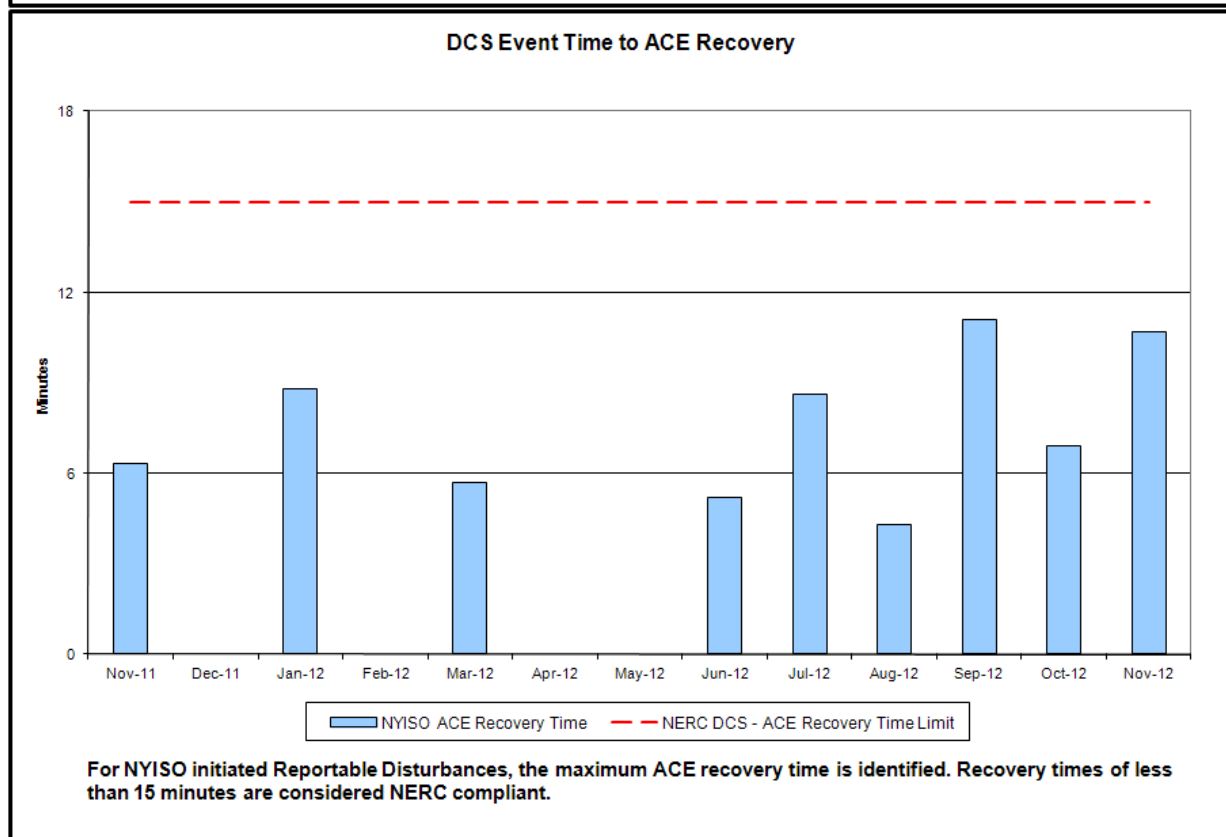 DCS Event Time to ACE Recovery
18
12
6
0
Minutes
Nov-11 Dec-11 Jan-12 Feb-12 Mar-12 Apr-12 May-12 Jun-12 Jul-12 Aug-12 Sep-12 Oct-12 Nov-12
NYISO ACE Recovery Time NERC DCS - ACE Recovery Time Limit
For NYISO initiated Reportable Disturbances, the maximum ACE recovery time is identified. Recovery times of less
than 15 minutes are considered NERC compliant.